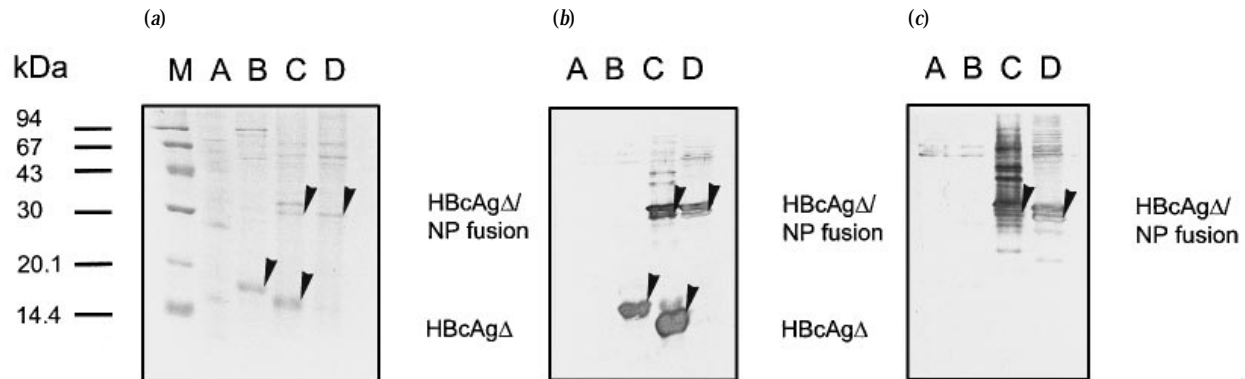 (a) (b) (c)
kDa M A B C D A B C D A B C D
94
67
43
30
20.1
14.4
HBcAgΔ/
NP fusion
HBcAgΔ
HBcAgΔ/
NP fusion
HBcAgΔ
HBcAgΔ/
NP fusion